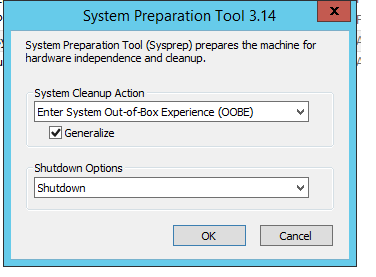 System Preparation Tool 3.14
X
System Preparation Tool (Sysprep) prepares the machine for
hardware independence and cleanup.
System Cleanup Action
Enter System Out-of-Box Experience (OOBE)
Generalize
Shutdown Options
Shutdown
OK
Cancel